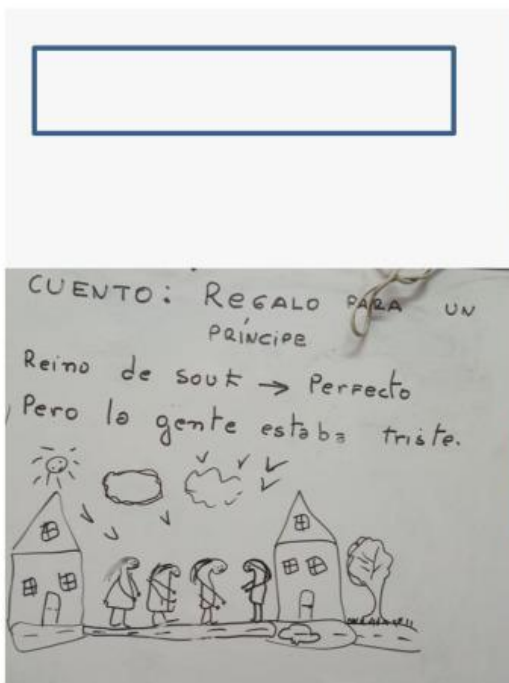 CUENTO: REGALO PARA UN
PRÍNCIPE
Reino de souk → Perfecto
Pero la gente estaba triste.